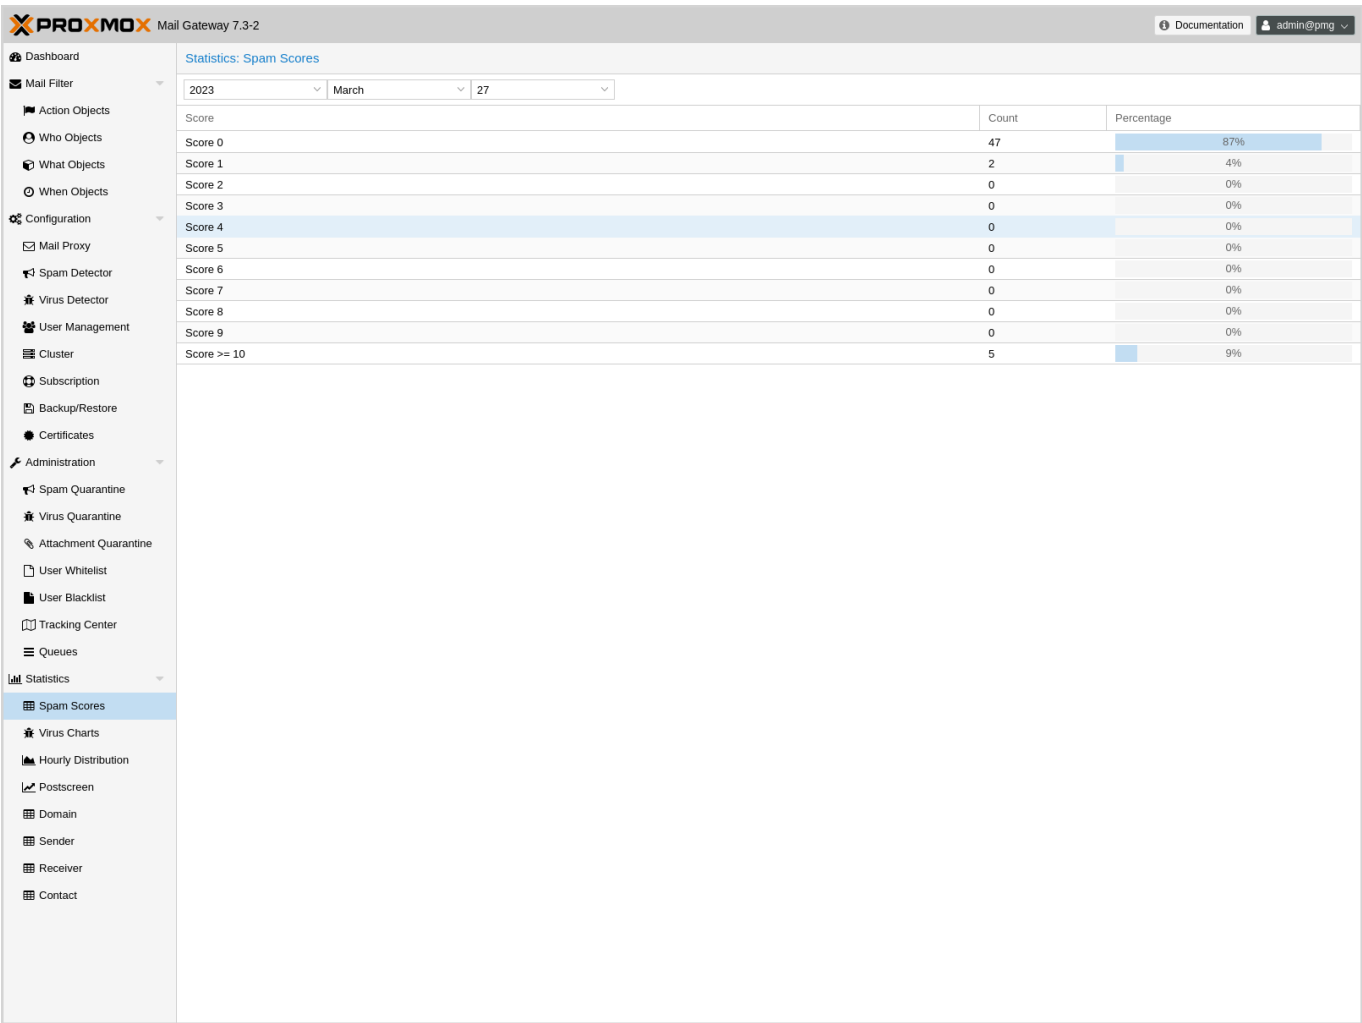 PROXMOX Mail Gateway 7.3-2 Documentation admin@pmg
Dashboard
Mail Filter
Action Objects
Who Objects
What Objects
When Objects
Configuration
Mail Proxy
Spam Detector
Virus Detector
User Management
Cluster
Subscription
Backup/Restore
Certificates
Administration
Spam Quarantine
Virus Quarantine
Attachment Quarantine
User Whitelist
User Blacklist
Tracking Center
Queues
Statistics
Spam Scores
Virus Charts
Hourly Distribution
Postscreen
Domain
Sender
Receiver
Contact
Statistics: Spam Scores
2023 March 27
Score Count Percentage
Score 0 47 87%
Score 1 2 4%
Score 2 0 0%
Score 3 0 0%
Score 4 0 0%
Score 5 0 0%
Score 6 0 0%
Score 7 0 0%
Score 8 0 0%
Score 9 0 0%
Score >= 10 5 9%